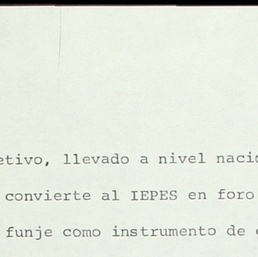 etivo, llevado a nivel nacio
convierte al IEPES en foro
funje como instrumento de